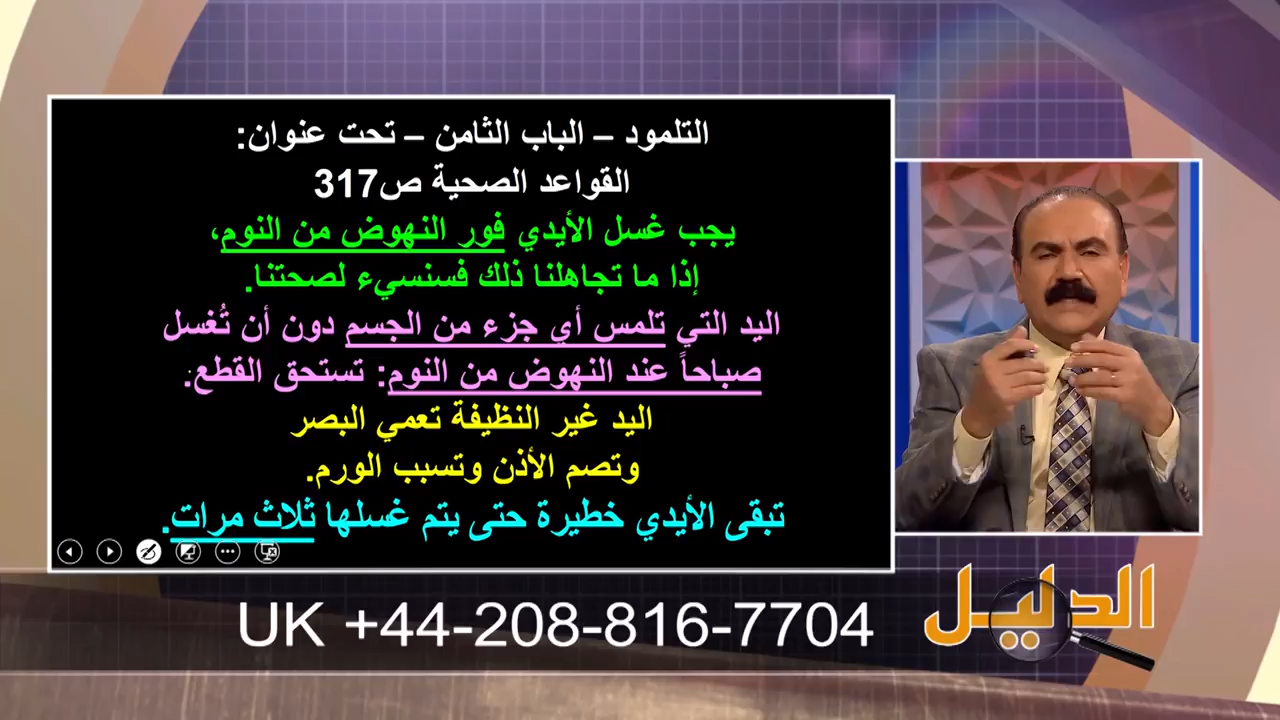 التلمود – الباب الثامن – تحت عنوان:
القواعد الصحية ص317
يجب غسل الأيدي فور النهوض من النوم،
إذا ما تجاهلنا ذلك فسنسيء لصحتنا.
اليد التي تلمس أي جزء من الجسم دون أن تُغسل
صباحاً عند النهوض من النوم: تستحق القطع.
اليد غير النظيفة تعمي البصر
وتصم الأذن وتسبب الورم.
تبقى الأيدي خطيرة حتى يتم غسلها ثلاث مرات.
الدليل
UK +44-208-816-7704